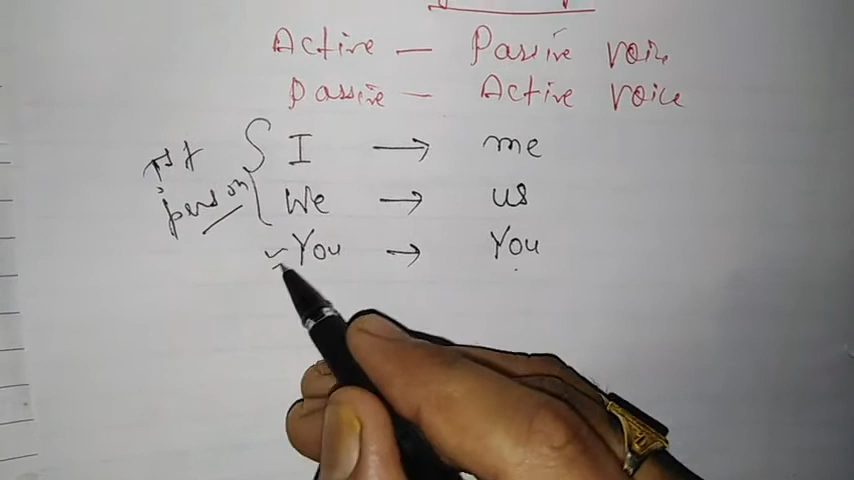 Active — Passive voice
Passive — Active voice
1st person
I → me
We → us
You → You